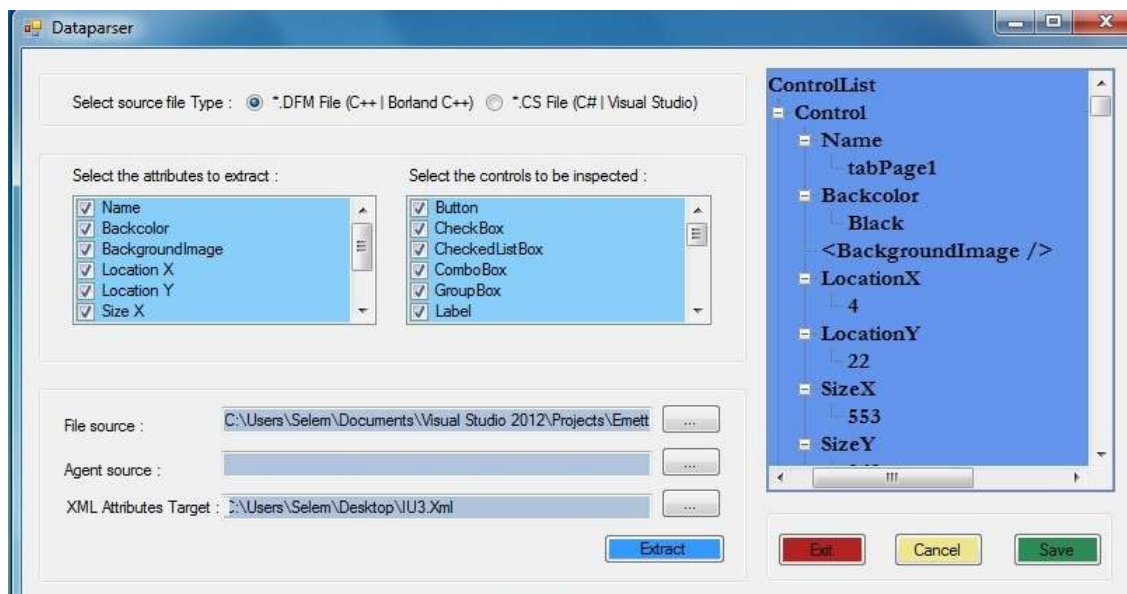 Dataparser
Select source file Type : *.DFM File (C++ | Borland C++) *.CS File (C# | Visual Studio)
Select the attributes to extract :
Name
Backcolor
BackgroundImage
Location X
Location Y
Size X
Select the controls to be inspected :
Button
CheckBox
CheckedListBox
ComboBox
GroupBox
Label
File source : C:\Users\Selem\Documents\Visual Studio 2012\Projects\Emett ...
Agent source : ...
XML Attributes Target : C:\Users\Selem\Desktop\IU3.Xml ...
Extract
ControlList
Control
Name
tabPage1
Backcolor
Black
<BackgroundImage />
LocationX
4
LocationY
22
SizeX
553
SizeY
Exit Cancel Save